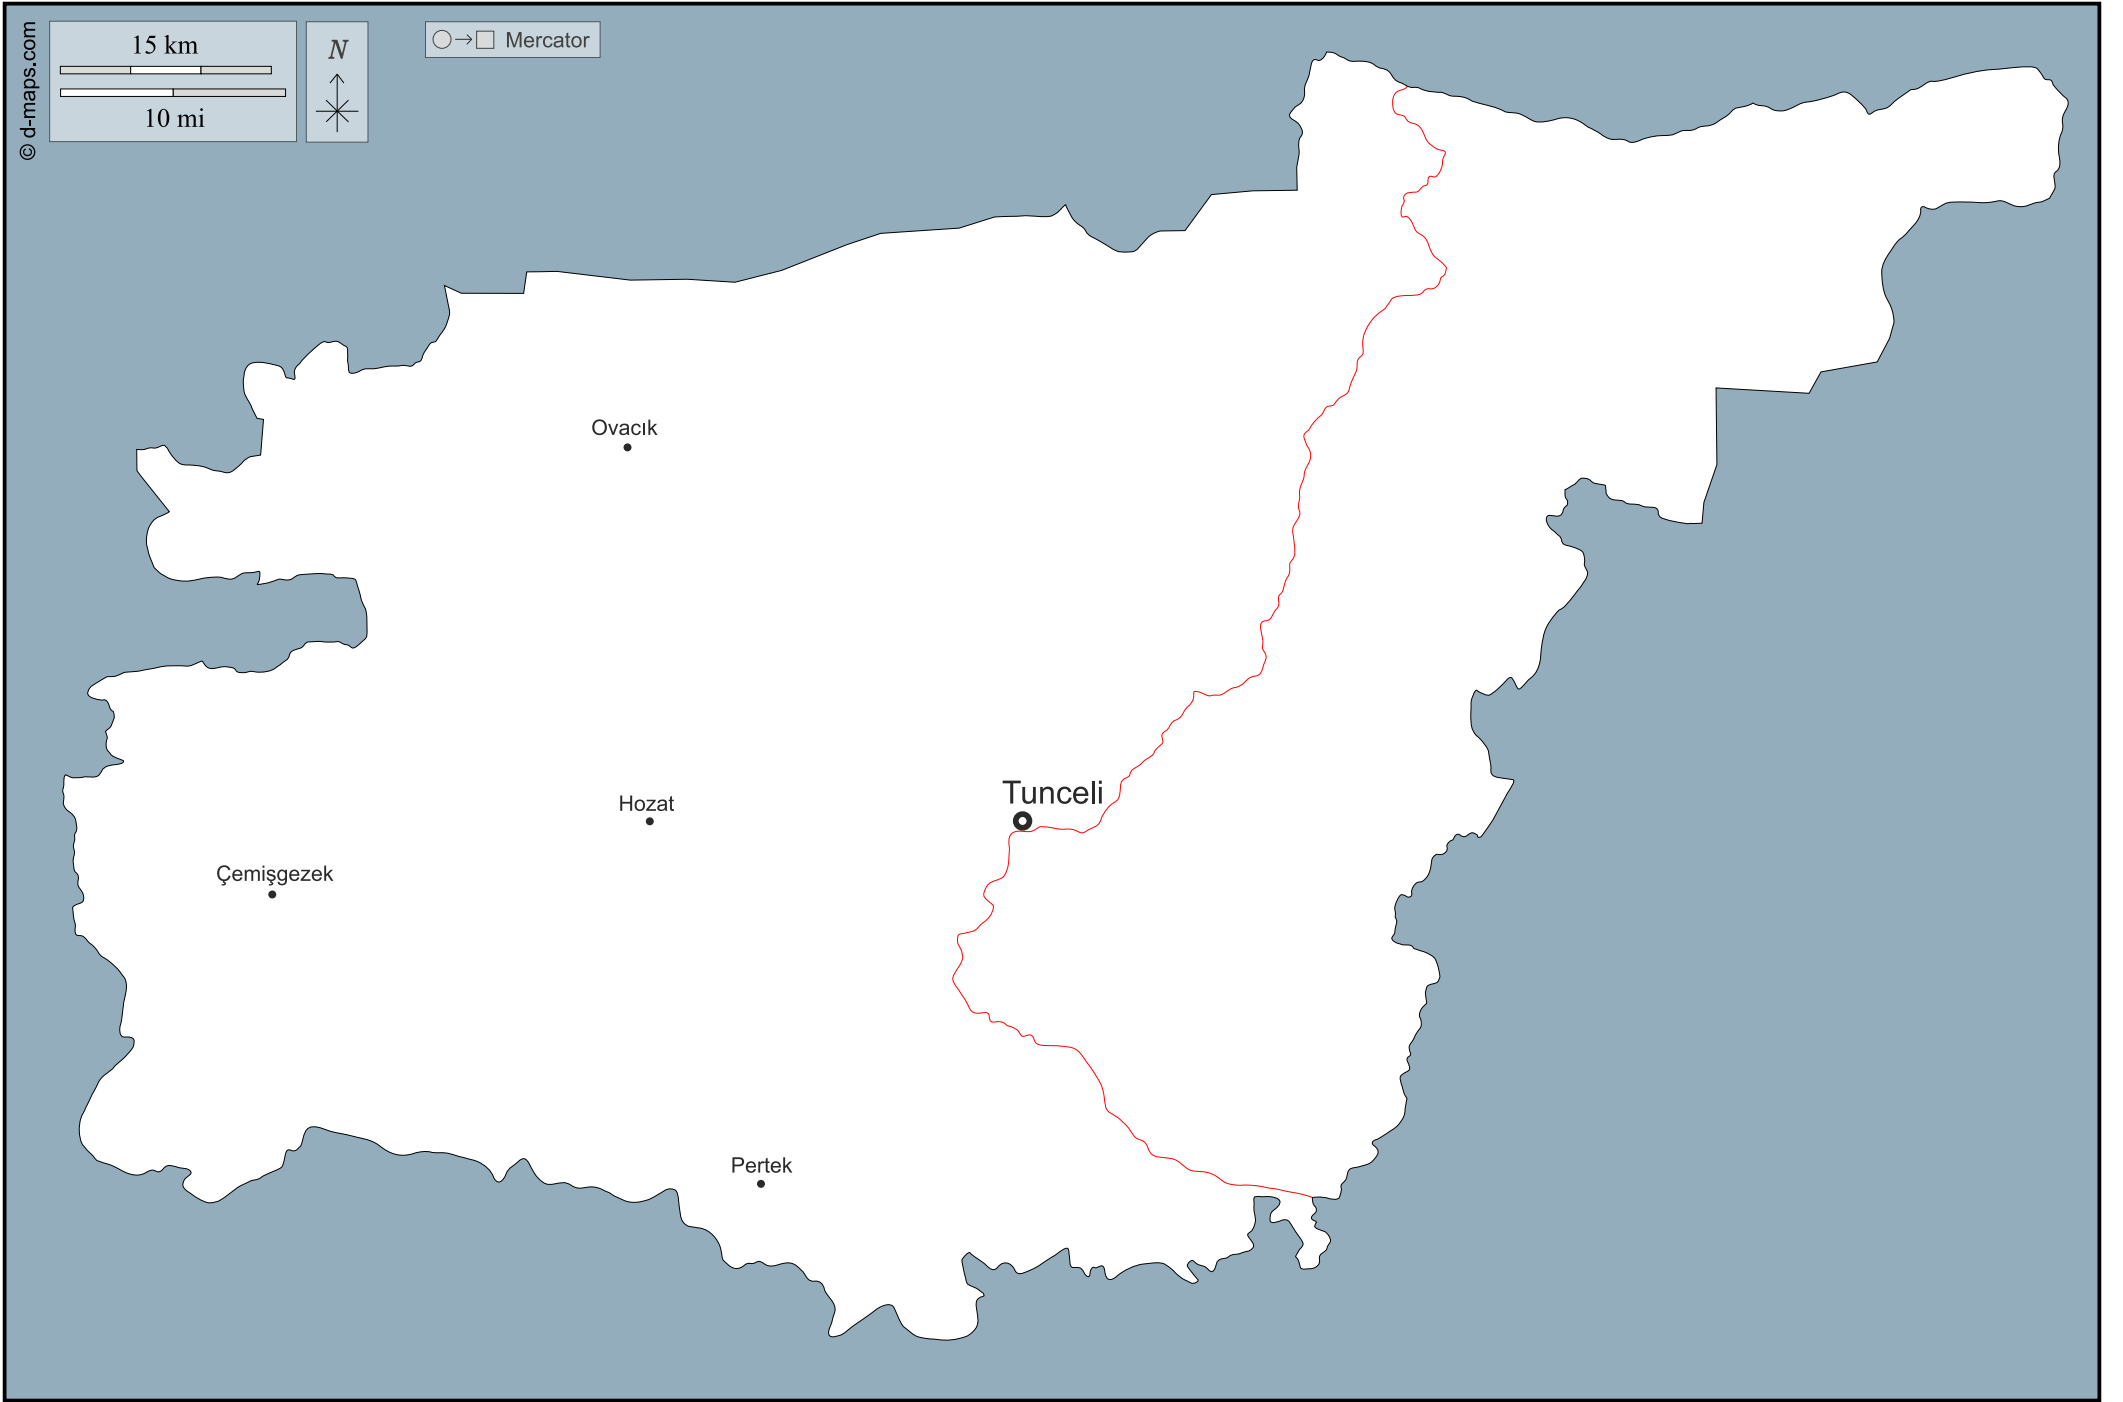 © d-maps.com
15 km
10 mi
N
Mercator
Ovacık
Tunceli
Hozat
Çemişgezek
Pertek